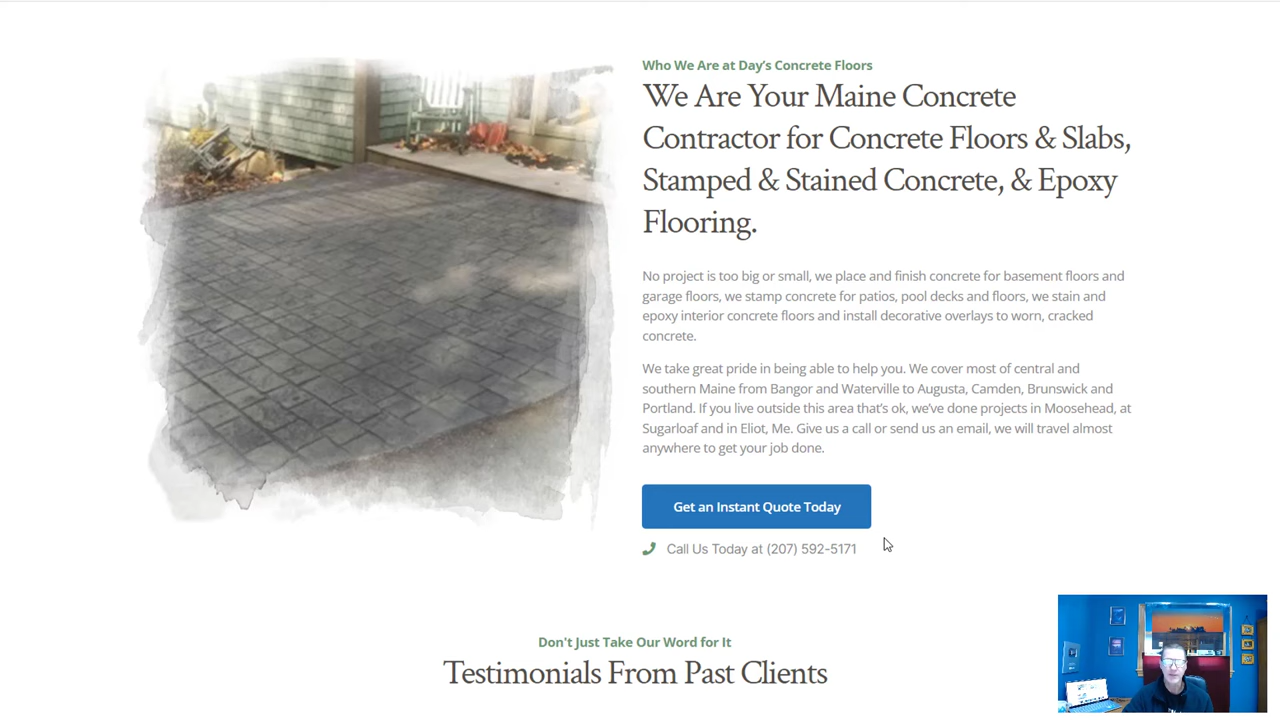 Who We Are at Day's Concrete Floors
We Are Your Maine Concrete
Contractor for Concrete Floors & Slabs,
Stamped & Stained Concrete, & Epoxy
Flooring.
No project is too big or small, we place and finish concrete for basement floors and
garage floors, we stamp concrete for patios, pool decks and floors, we stain and
epoxy interior concrete floors and install decorative overlays to worn, cracked
concrete.
We take great pride in being able to help you. We cover most of central and
southern Maine from Bangor and Waterville to Augusta, Camden, Brunswick and
Portland. If you live outside this area that's ok, we've done projects in Moosehead, at
Sugarloaf and in Eliot, Me. Give us a call or send us an email, we will travel almost
anywhere to get your job done.
Get an Instant Quote Today
Call Us Today at (207) 592-5171
Don't Just Take Our Word for It
Testimonials From Past Clients